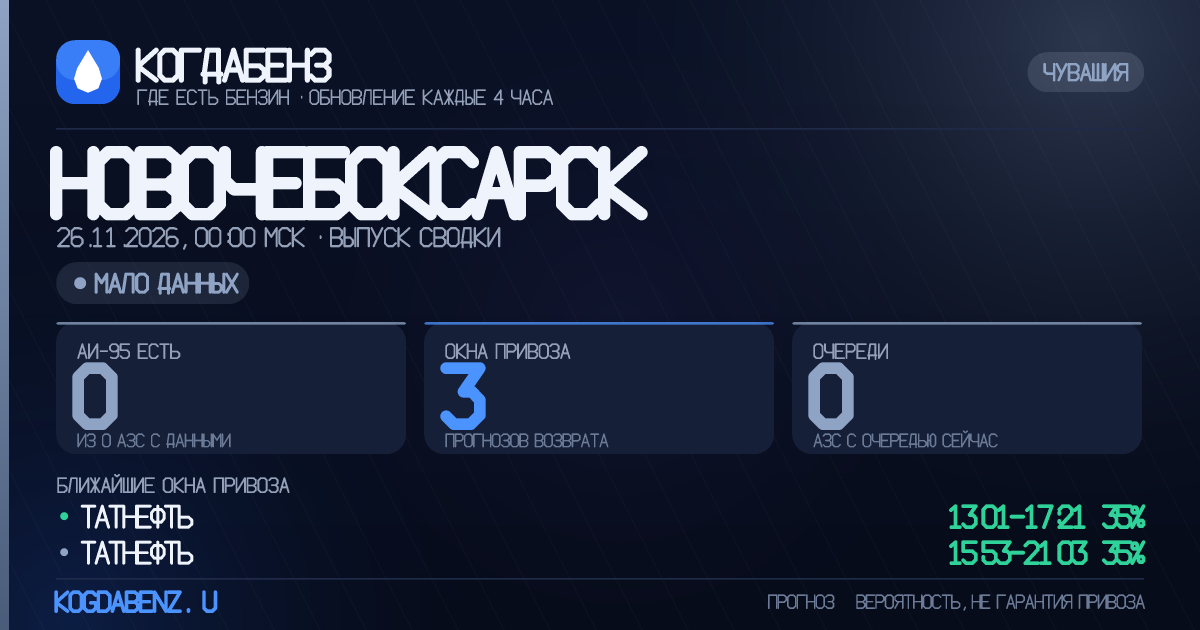 КОГДАБЕНЗ
ГДЕ ЕСТЬ БЕНЗИН · ОБНОВЛЕНИЕ КАЖДЫЕ 4 ЧАСА
ЧУВАШИЯ
НОВОЧЕБОКСАРСК
26.11.2026, 00:00 МСК · ВЫПУСК СВОДКИ
• МАЛО ДАННЫХ
АИ-95 ЕСТЬ
0
ИЗ 0 АЗС С ДАННЫМИ
ОКНА ПРИВОЗА
3
ПРОГНОЗОВ ВОЗВРАТА
ОЧЕРЕДИ
0
АЗС С ОЧЕРЕДЬЮ СЕЙЧАС
БЛИЖАЙШИЕ ОКНА ПРИВОЗА
• ТАТНЕФТЬ 13:01–17:21 35%
• ТАТНЕФТЬ 15:53–21:03 35%
KOGDABENZ. U
ПРОГНОЗ ВЕРОЯТНОСТЬ, НЕ ГАРАНТИЯ ПРИВОЗА